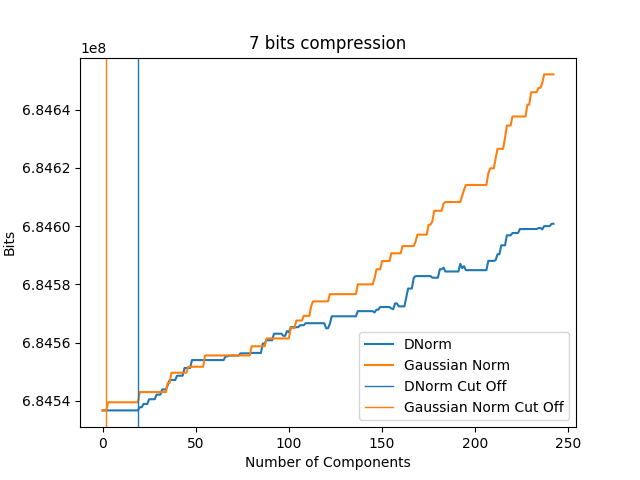 7 bits compression
1e8
6.8464
6.8462
6.8460
6.8458
6.8456
6.8454
Bits
0 50 100 150 200 250
Number of Components
DNorm
Gaussian Norm
DNorm Cut Off
Gaussian Norm Cut Off